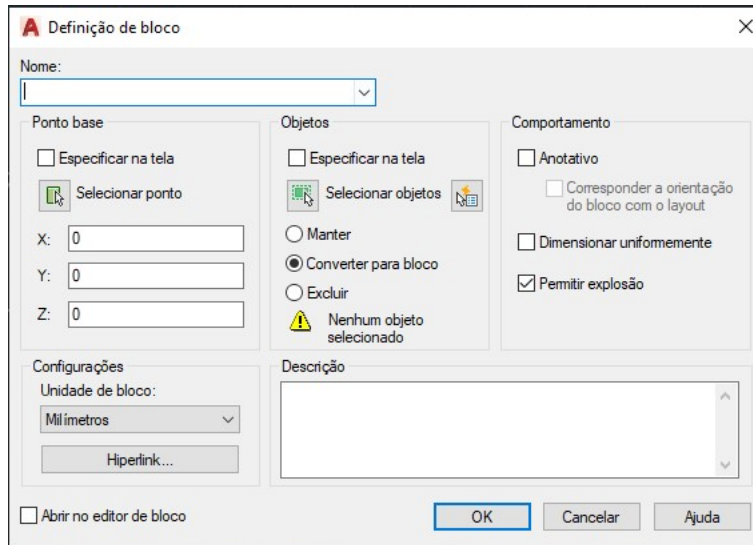 Definição de bloco
Nome:
Ponto base
Especificar na tela
Selecionar ponto
X: 0
Y: 0
Z: 0
Objetos
Especificar na tela
Selecionar objetos
Manter
Converter para bloco
Excluir
Nenhum objeto
selecionado
Comportamento
Anotativo
Corresponder a orientação
do bloco com o layout
Dimensionar uniformemente
Permitir explosão
Configurações
Unidade de bloco:
Milímetros
Hiperlink...
Descrição
Abrir no editor de bloco
OK
Cancelar
Ajuda